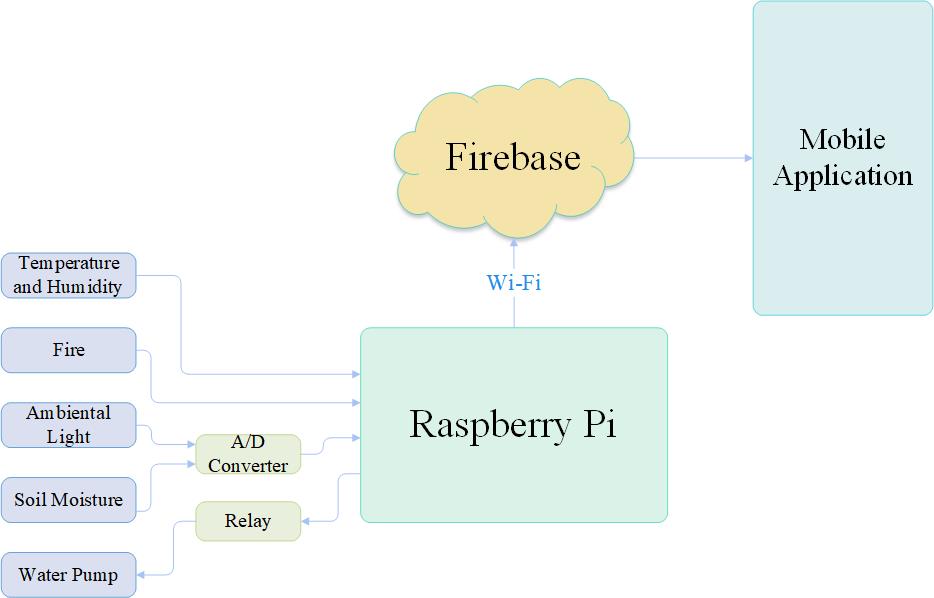 Mobile
Application
Firebase
Wi-Fi
Temperature
and Humidity
Fire
Ambiental
Light
Soil Moisture
Water Pump
A/D
Converter
Relay
Raspberry Pi